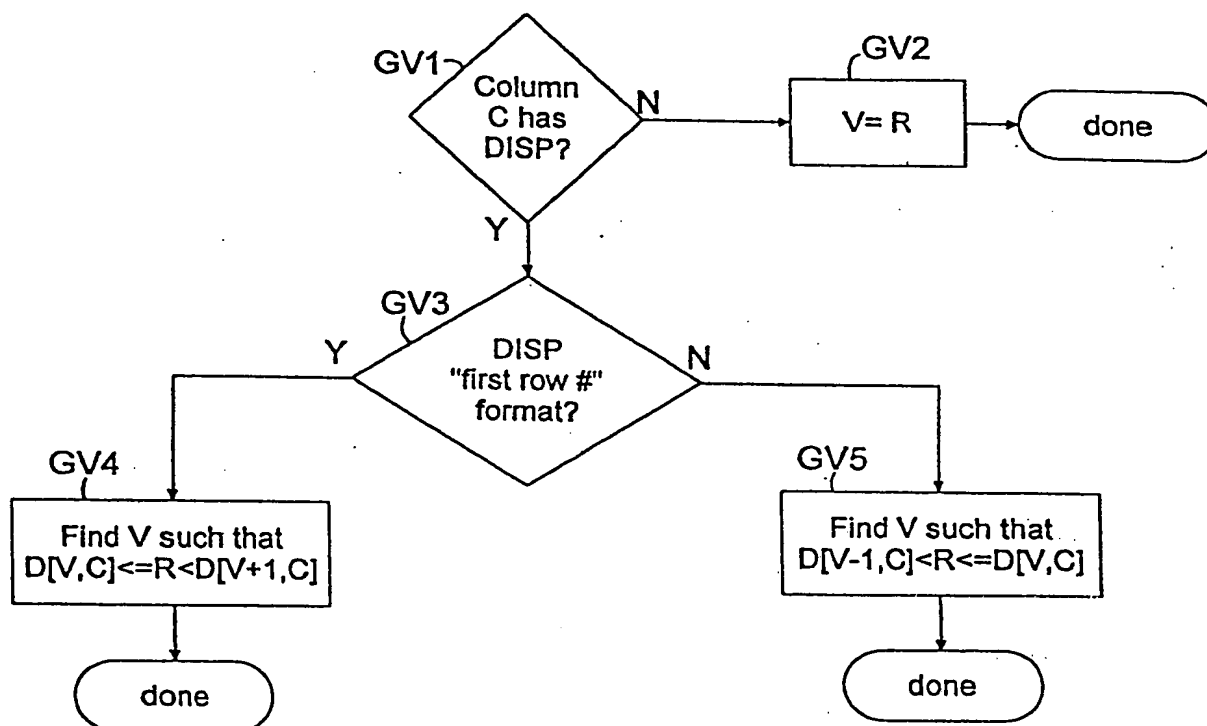 GV1
Column
C has
DISP?
N
GV2
V= R
done
Y
GV3
DISP
"first row #"
format?
Y
N
GV4
Find V such that
D[V,C]<=R<D[V+1,C]
done
GV5
Find V such that
D[V-1,C]<R<=D[V,C]
done